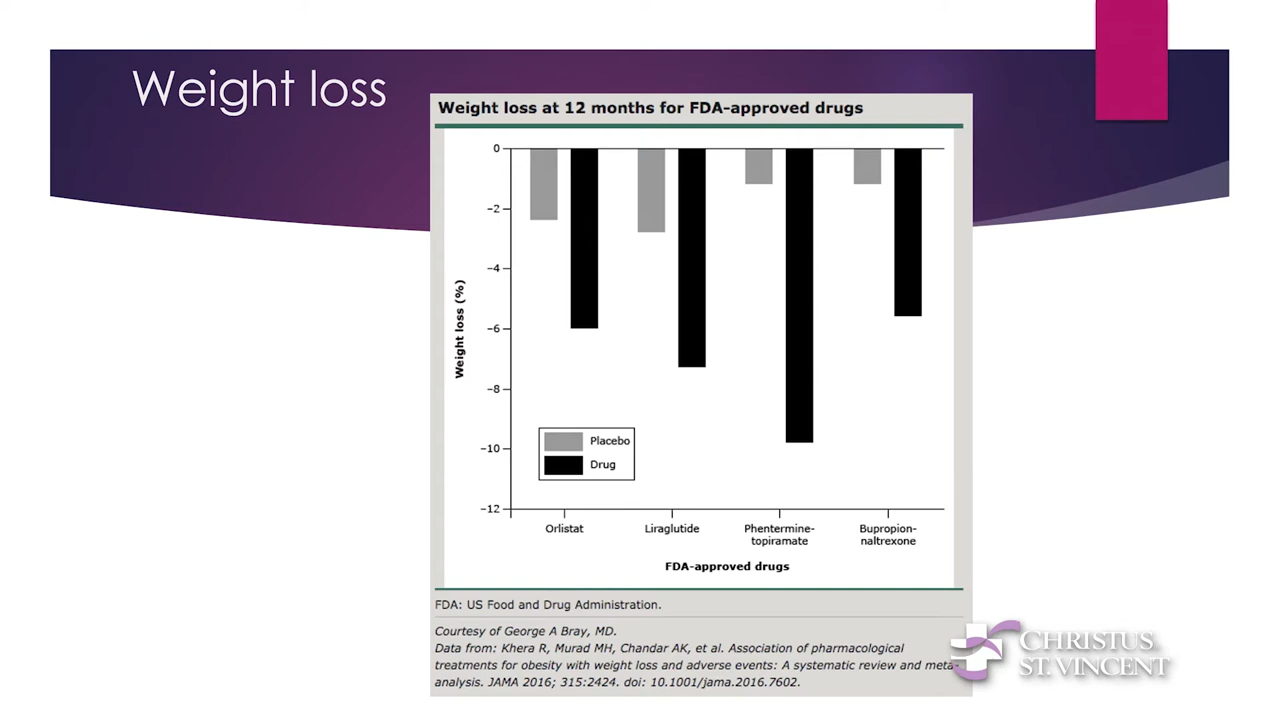 Weight loss
Weight loss at 12 months for FDA-approved drugs
0
−2
−4
−6
−8
−10
−12
Weight loss (%)
Placebo
Drug
Orlistat
Liraglutide
Phentermine-
topiramate
Bupropion-
naltrexone
FDA-approved drugs
FDA: US Food and Drug Administration.
Courtesy of George A Bray, MD.
Data from: Khera R, Murad MH, Chandar AK, et al. Association of pharmacological
treatments for obesity with weight loss and adverse events: A systematic review and meta-
analysis. JAMA 2016; 315:2424. doi: 10.1001/jama.2016.7602.
CHRISTUS.
ST. VINCENT